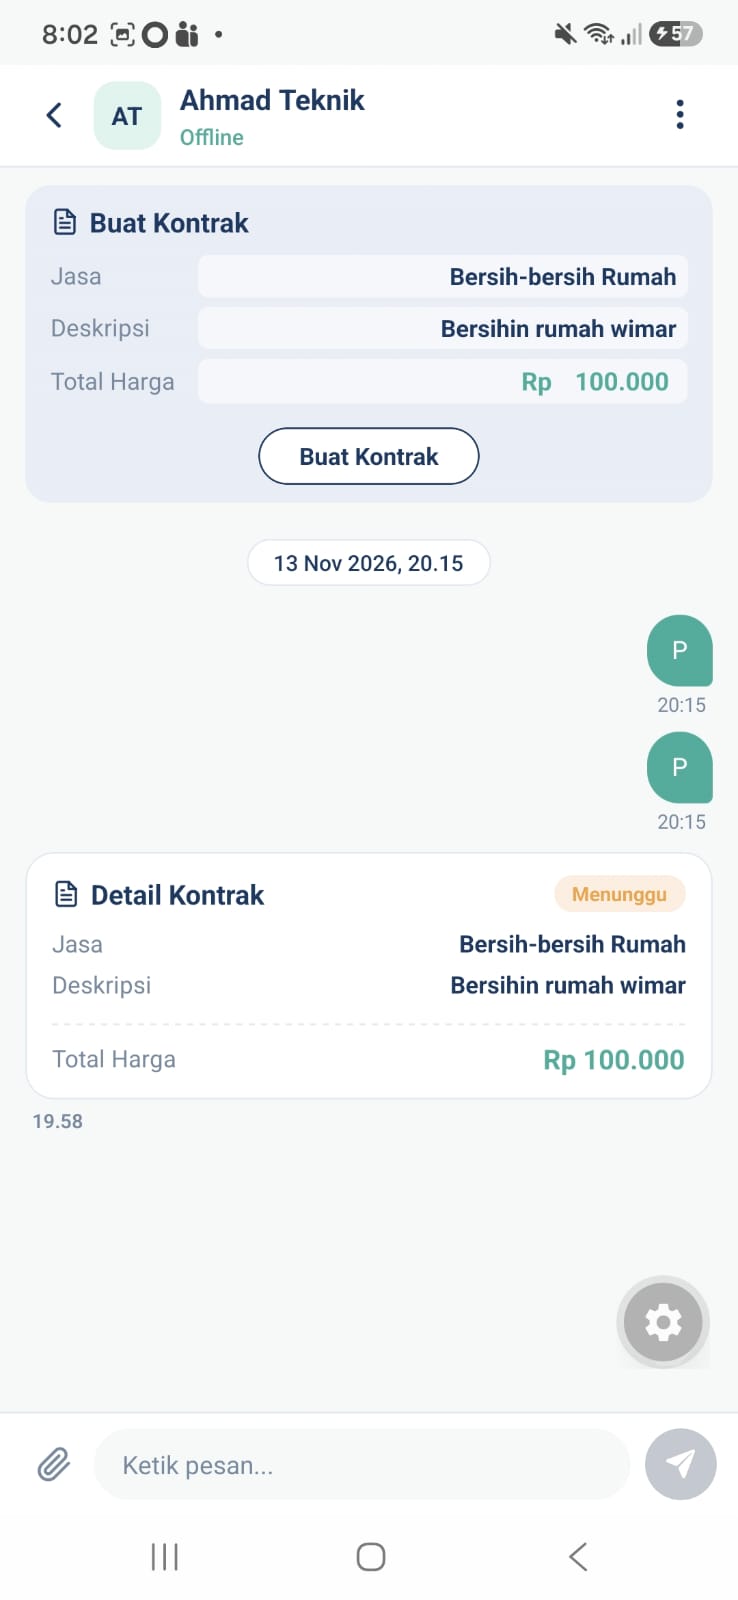 8:02
57
AT
Ahmad Teknik
Offline
Buat Kontrak
Jasa Bersih-bersih Rumah
Deskripsi Bersihin rumah wimar
Total Harga Rp 100.000
Buat Kontrak
13 Nov 2026, 20.15
P
20:15
P
20:15
Detail Kontrak Menunggu
Jasa Bersih-bersih Rumah
Deskripsi Bersihin rumah wimar
Total Harga Rp 100.000
19.58
Ketik pesan...